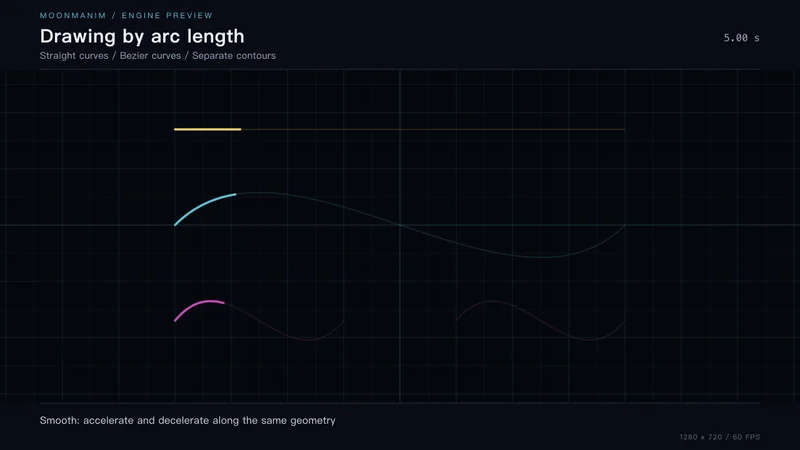 MOONMANIM / ENGINE PREVIEW
Drawing by arc length
5.00 s
Straight curves / Bezier curves / Separate contours
Smooth: accelerate and decelerate along the same geometry
1280 x 720 / 60 FPS